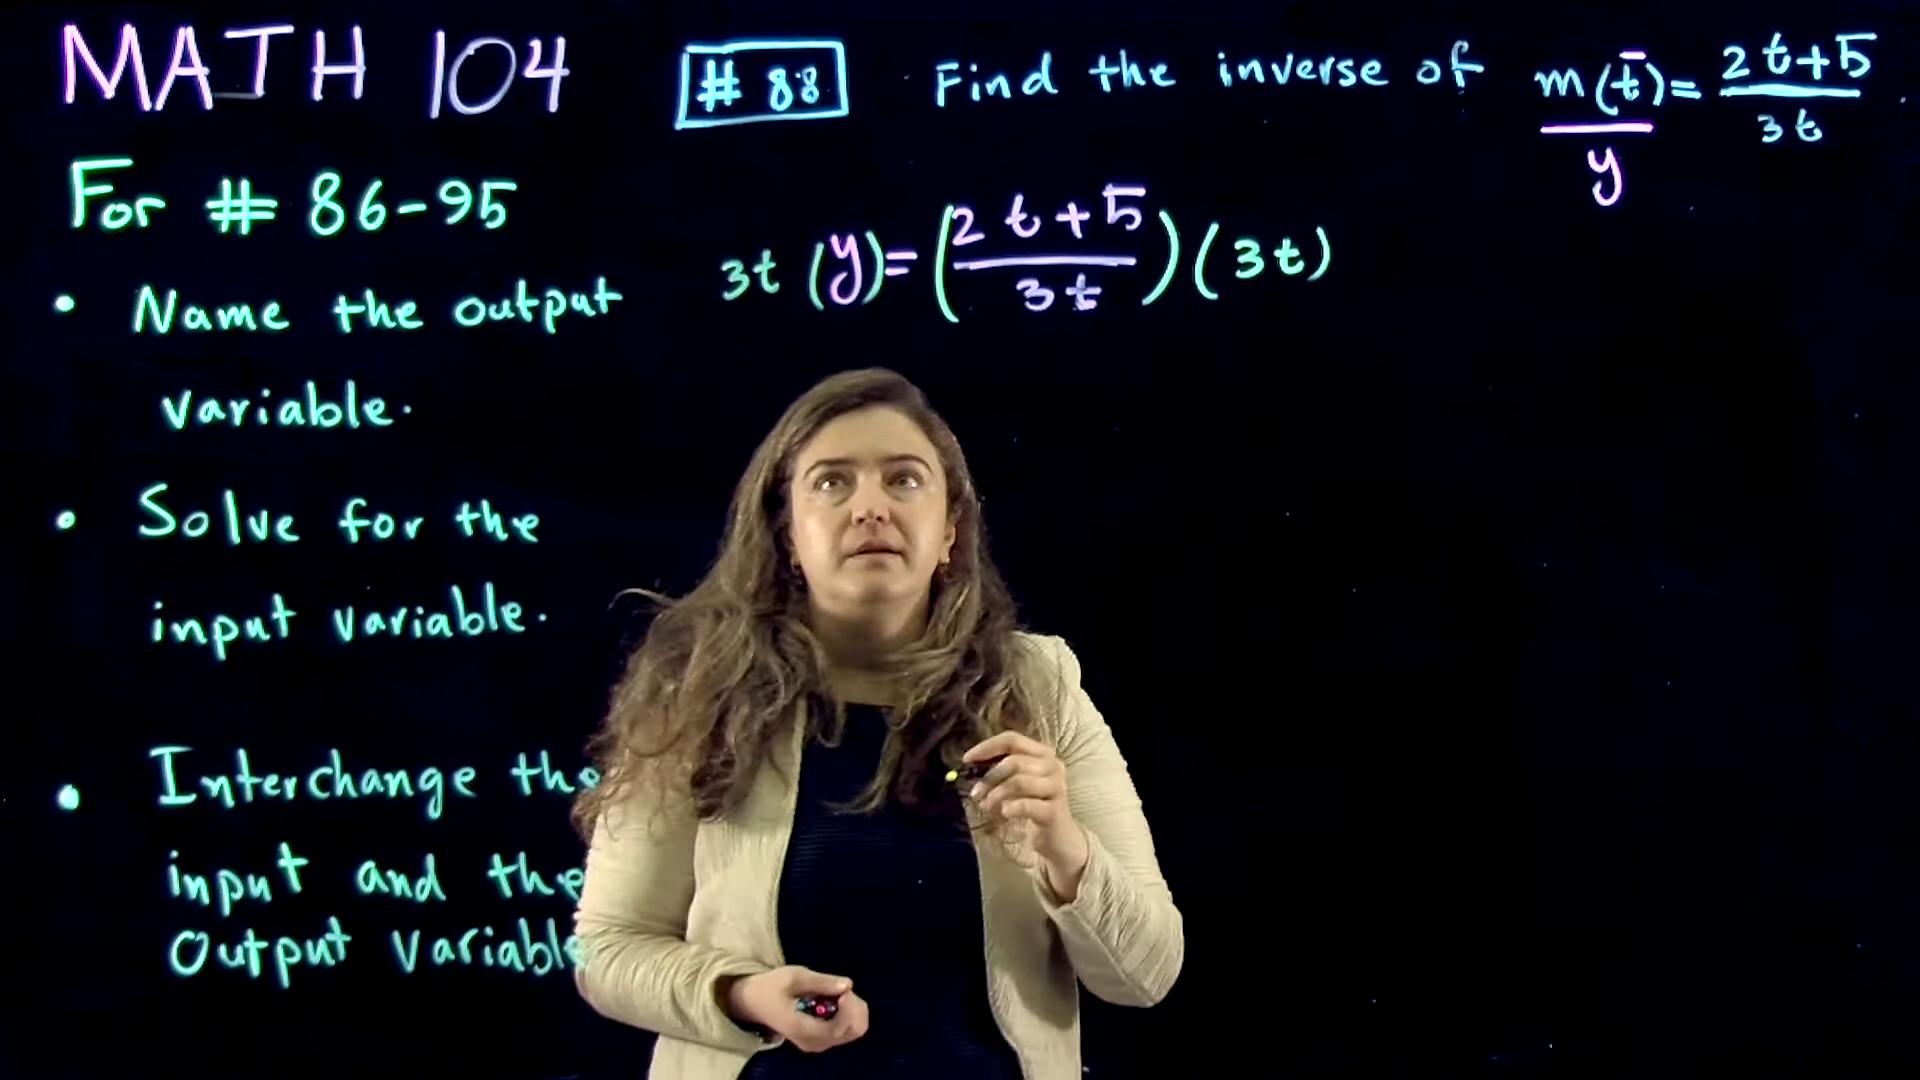 MATH 104
# 88 Find the inverse of m(t) = 2t+5 / 3t.
y
For # 86-95
3t (y) = (2t+5 / 3t)(3t)
• Name the output
variable.
• Solve for the
input variable.
• Interchange the
input and the
Output Variable